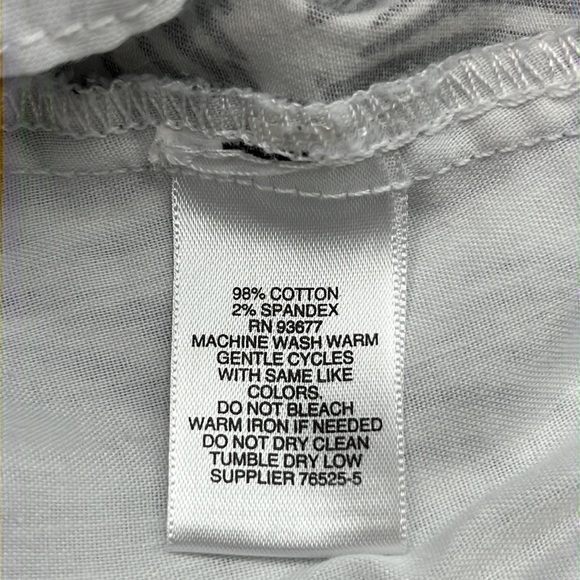 98% COTTON
2% SPANDEX
RN 93677
MACHINE WASH WARM
GENTLE CYCLES
WITH SAME LIKE
COLORS.
DO NOT BLEACH
WARM IRON IF NEEDED
DO NOT DRY CLEAN
TUMBLE DRY LOW
SUPPLIER 76525-5